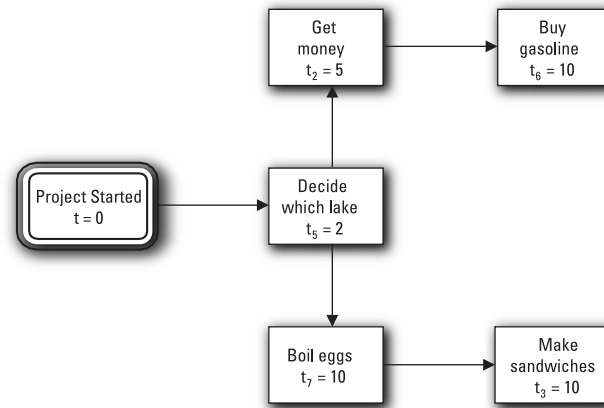 Get
money
t₂ = 5
Buy
gasoline
t₆ = 10
Project Started
t = 0
Decide
which lake
t₅ = 2
Boil eggs
t₇ = 10
Make
sandwiches
t₃ = 10